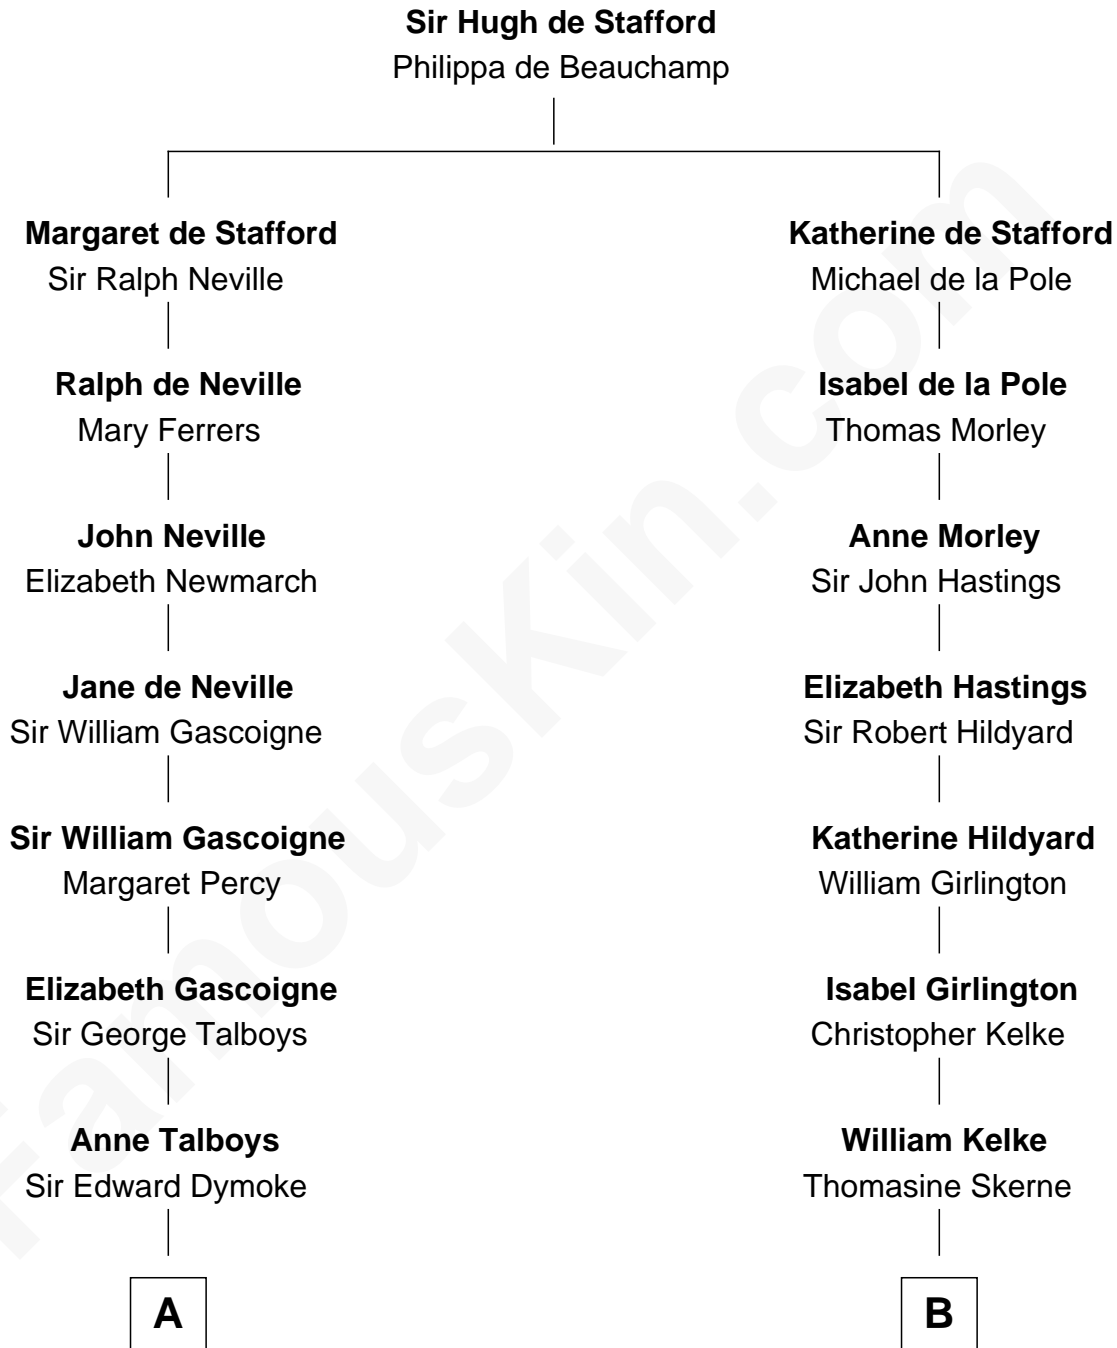 Sir Hugh de Stafford
Philippa de Beauchamp
Margaret de Stafford
Sir Ralph Neville
Katherine de Stafford
Michael de la Pole
Ralph de Neville
Mary Ferrers
Isabel de la Pole
Thomas Morley
John Neville
Elizabeth Newmarch
Anne Morley
Sir John Hastings
Jane de Neville
Sir William Gascoigne
Elizabeth Hastings
Sir Robert Hildyard
Sir William Gascoigne
Margaret Percy
Katherine Hildyard
William Girlington
Elizabeth Gascoigne
Sir George Talboys
Isabel Girlington
Christopher Kelke
Anne Talboys
Sir Edward Dymoke
William Kelke
Thomasine Skerne
A
B
FamousKin.com